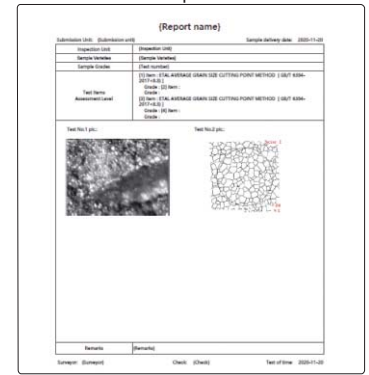 {Report name}
Submission Unit: {Submission unit} Sample delivery date: 2020-11-20
Inspection Unit {Inspection Unit}
Sample Varieties {Sample Varieties}
Sample Grades {Test number}
Test Items
Assessment Level
[1] Item : ETAL AVERAGE GRAIN SIZE CUTTING POINT METHOD [ GB/T 6394-
2017<8.3> ]
Grade : [2] Item :
Grade :
[3] Item : ETAL AVERAGE GRAIN SIZE CUTTING POINT METHOD [ GB/T 6394-
2017<8.3> ]
Grade : [4] Item :
Grade :
Test No.1 pic.: Test No.2 pic.:
Remarks {Remarks}
Surveyor: {Surveyor} Check: {Check} Test of time: 2020-11-20